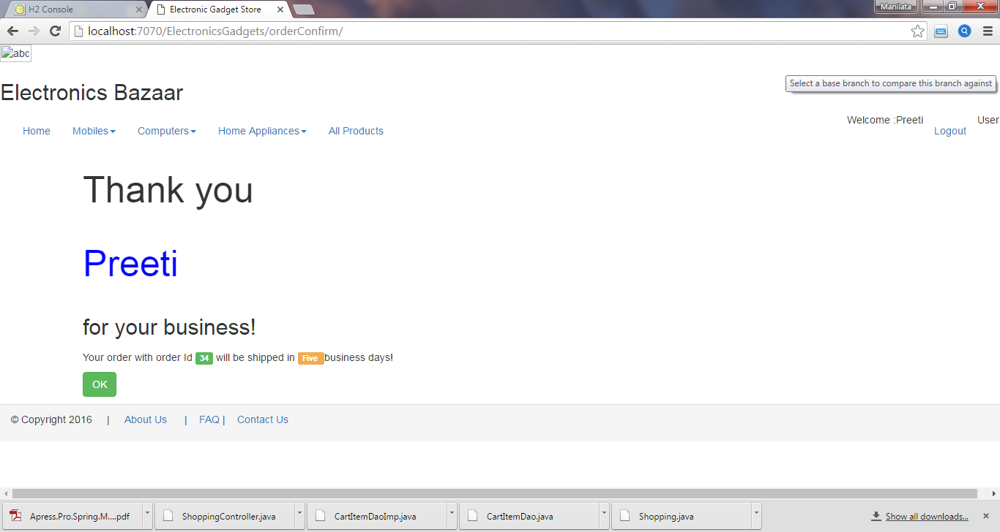 H2 Console
Electronic Gadget Store
Manilata
localhost:7070/ElectronicsGadgets/orderConfirm/
abc
Electronics Bazaar
Select a base branch to compare this branch against
Welcome :Preeti
User
Home
Mobiles
Computers
Home Appliances
All Products
Logout
Thank you
Preeti
for your business!
Your order with order Id 34 will be shipped in Five business days!
OK
© Copyright 2016 | About Us | FAQ | Contact Us
Apress.Pro.Spring.M....pdf
ShoppingController.java
CartItemDaoImp.java
CartItemDao.java
Shopping.java
Show all downloads...